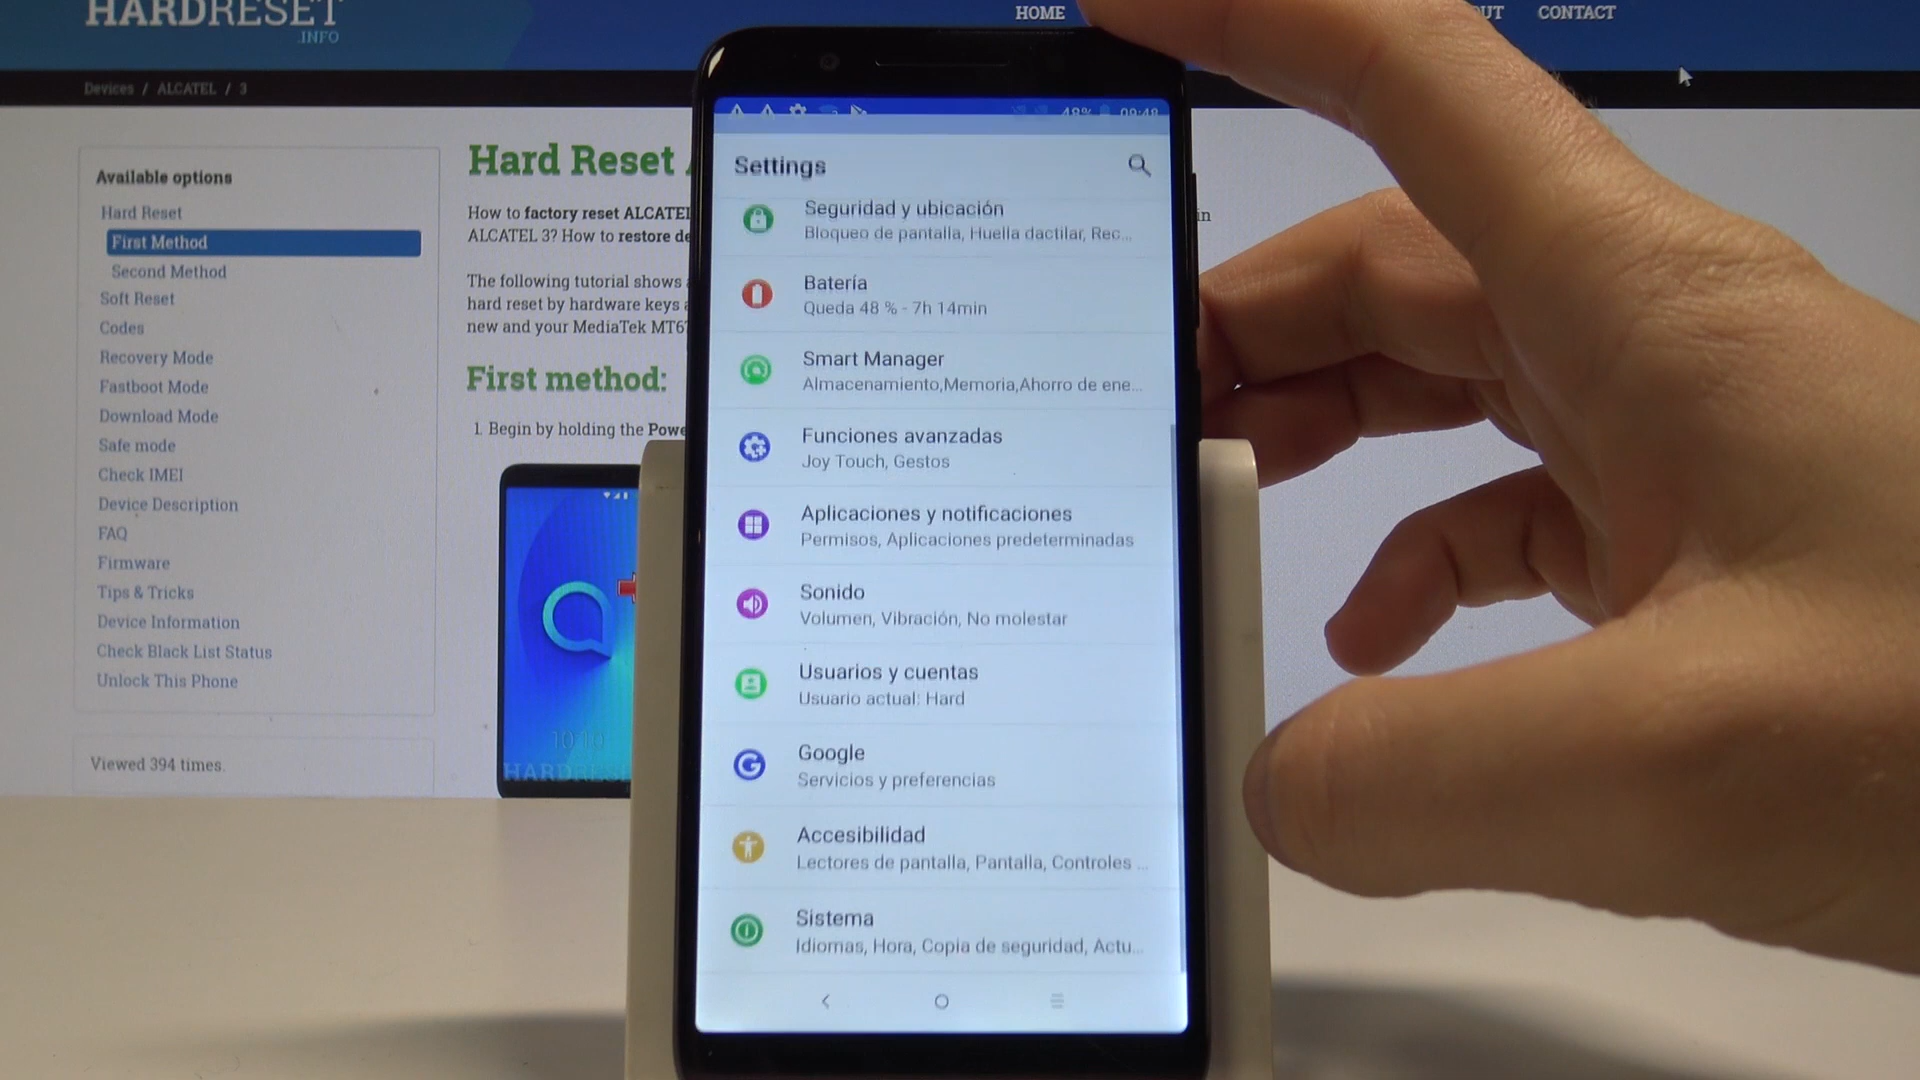 HARDRESET
.INFO
HOME
CONTACT
Devices / ALCATEL / 3
Available options
Hard Reset
First Method
Second Method
Soft Reset
Codes
Recovery Mode
Fastboot Mode
Download Mode
Safe mode
Check IMEI
Device Description
FAQ
Firmware
Tips & Tricks
Device Information
Check Black List Status
Unlock This Phone
Viewed 394 times.
Hard Reset
How to factory reset ALCATEL
in
ALCATEL 3? How to restore
The following tutorial shows
hard reset by hardware keys
new and your MediaTek
First method:
1. Begin by holding the
10:10
48% 09:48
Settings
Seguridad y ubicación
Bloqueo de pantalla, Huella dactilar, Rec...
Batería
Queda 48 % - 7h 14min
Smart Manager
Almacenamiento,Memoria,Ahorro de ene...
Funciones avanzadas
Joy Touch, Gestos
Aplicaciones y notificaciones
Permisos, Aplicaciones predeterminadas
Sonido
Volumen, Vibración, No molestar
Usuarios y cuentas
Usuario actual: Hard
Google
Servicios y preferencias
Accesibilidad
Lectores de pantalla, Pantalla, Controles ...
Sistema
Idiomas, Hora, Copia de seguridad, Actu...